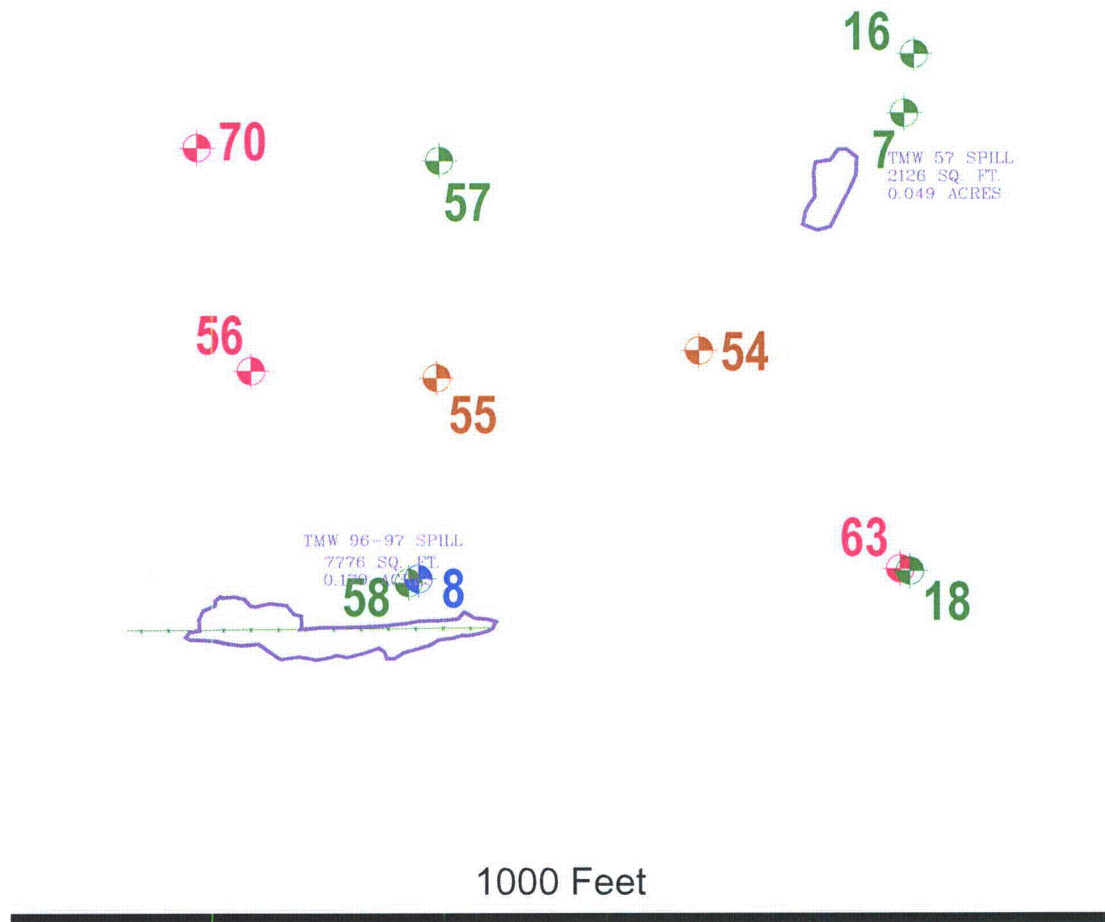 16
70
7
57
TMW 57 SPILL
2126 SQ. FT.
0.049 ACRES
56
54
55
TMW 96-97 SPILL
7776 SQ. FT.
63
58
8
18
1000 Feet